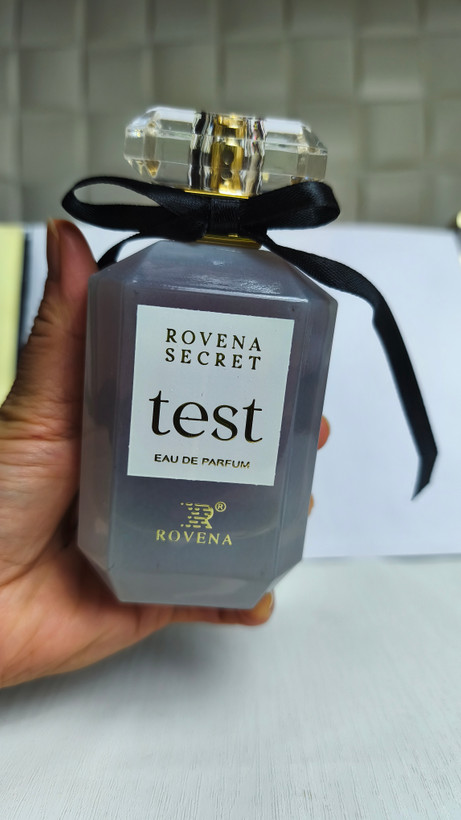 ROVENA
SECRET
test
EAU DE PARFUM
R®
ROVENA